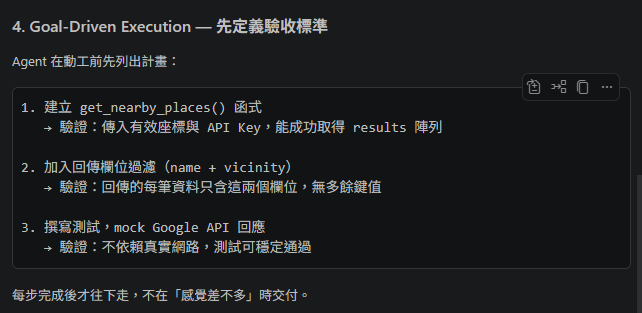 4. Goal-Driven Execution — 先定義驗收標準
Agent 在動工前先列出計畫：
1. 建立 get_nearby_places() 函式
→ 驗證：傳入有效座標與 API Key，能成功取得 results 陣列
2. 加入回傳欄位過濾（name + vicinity）
→ 驗證：回傳的每筆資料只含這兩個欄位，無多餘鍵值
3. 撰寫測試，mock Google API 回應
→ 驗證：不依賴真實網路，測試可穩定通過
每步完成後才往下走，不在「感覺差不多」時交付。